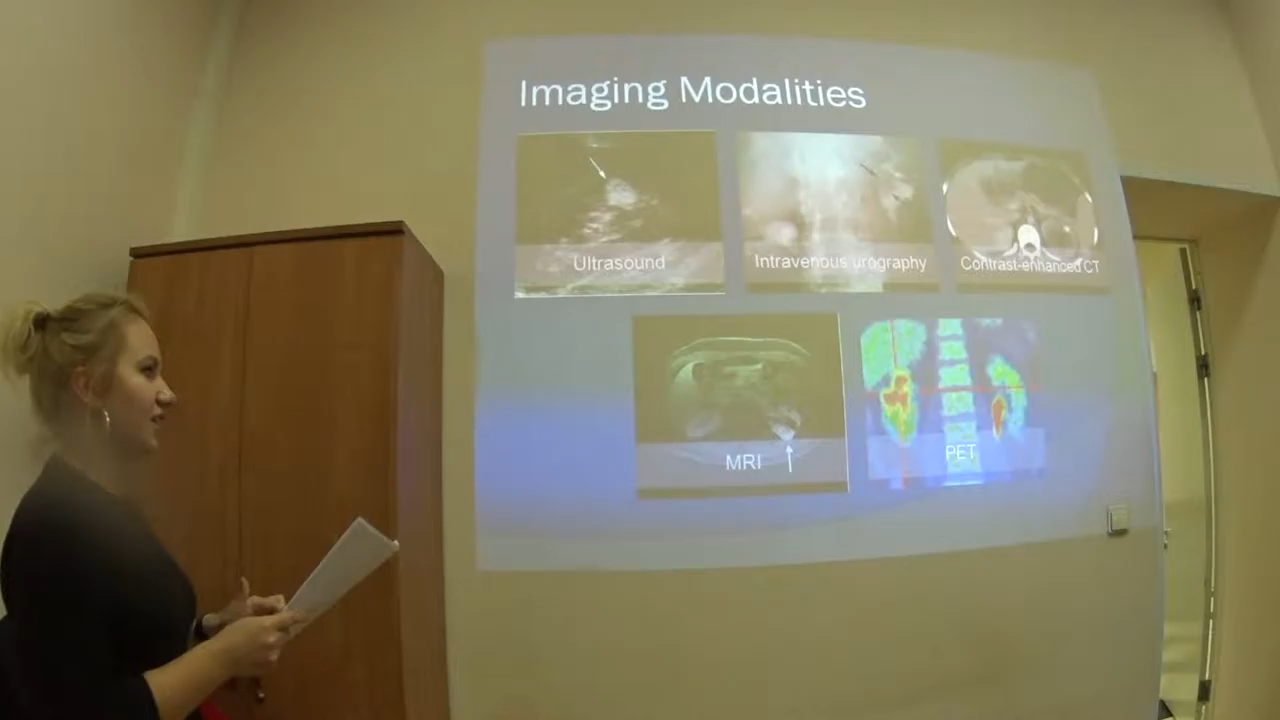 Imaging Modalities
Ultrasound
Intravenous urography
Contrast-enhanced CT
MRI
PET